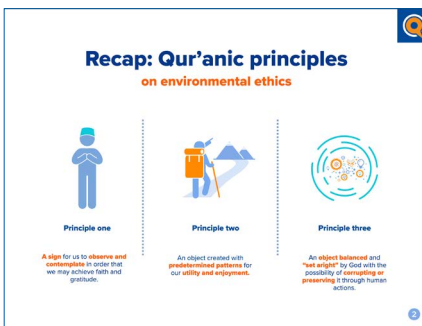 Recap: Qur'anic principles
on environmental ethics
Principle one
A sign for us to observe and
contemplate in order that
we may achieve faith and
gratitude.
Principle two
An object created with
predetermined patterns for
our utility and enjoyment.
Principle three
An object balanced and
"set aright" by God with the
possibility of corrupting or
preserving it through human
actions.
2